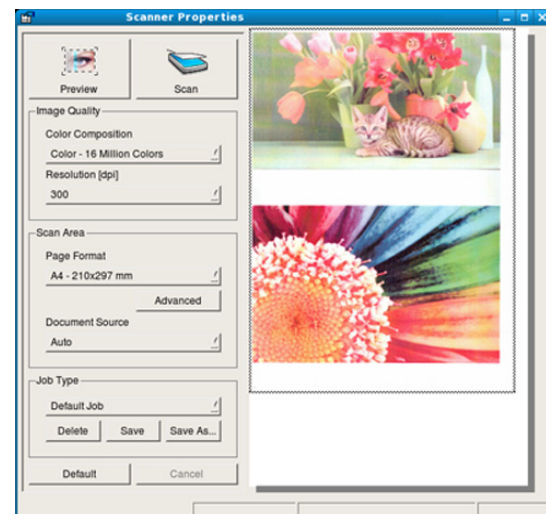 Scanner Properties
Preview
Scan
Image Quality
Color Composition
Color - 16 Million Colors
Resolution [dpi]
300
Scan Area
Page Format
A4 - 210x297 mm
Advanced
Document Source
Auto
Job Type
Default Job
Delete Save Save As...
Default Cancel